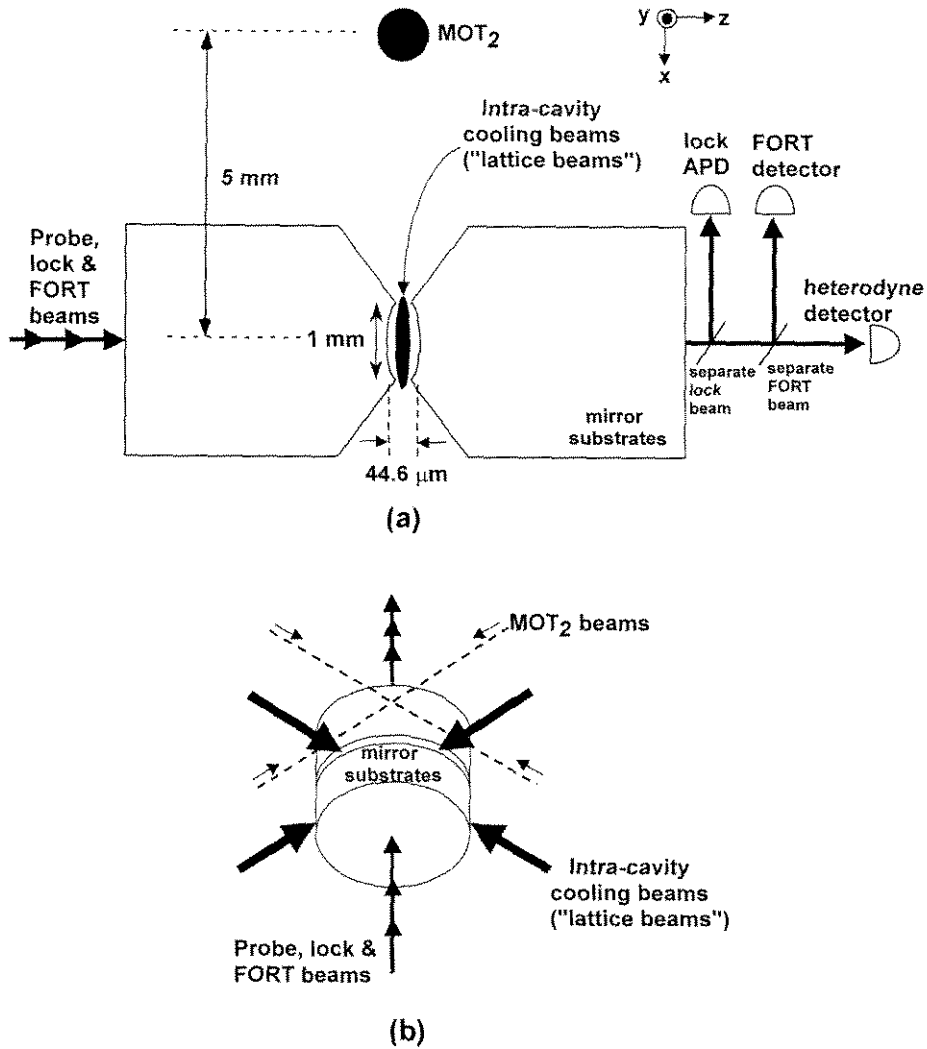 MOT2
y
z
x
Intra-cavity
cooling beams
("lattice beams")
lock
APD
FORT
detector
5 mm
Probe,
lock &
FORT
beams
heterodyne
detector
1 mm
separate
lock
beam
separate
FORT
beam
mirror
substrates
44.6 μm
(a)
MOT2 beams
mirror
substrates
Intra-cavity
cooling beams
("lattice beams")
Probe, lock &
FORT beams
(b)